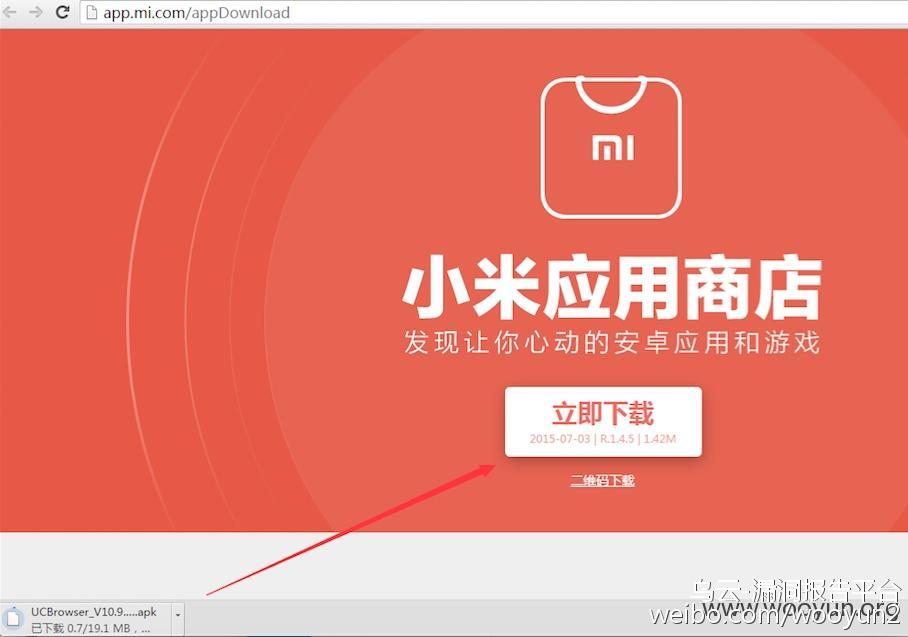 app.mi.com/appDownload
mi
小米应用商店
发现让你心动的安卓应用和游戏
立即下载
2015-07-03 | R.1.4.5 | 1.42M
二维码下载
UCBrowser_V10.9.....apk
已下载 0.7/19.1 MB，...
乌云-漏洞报告平台
www.wooyun.org
weibo.com/wooyun2